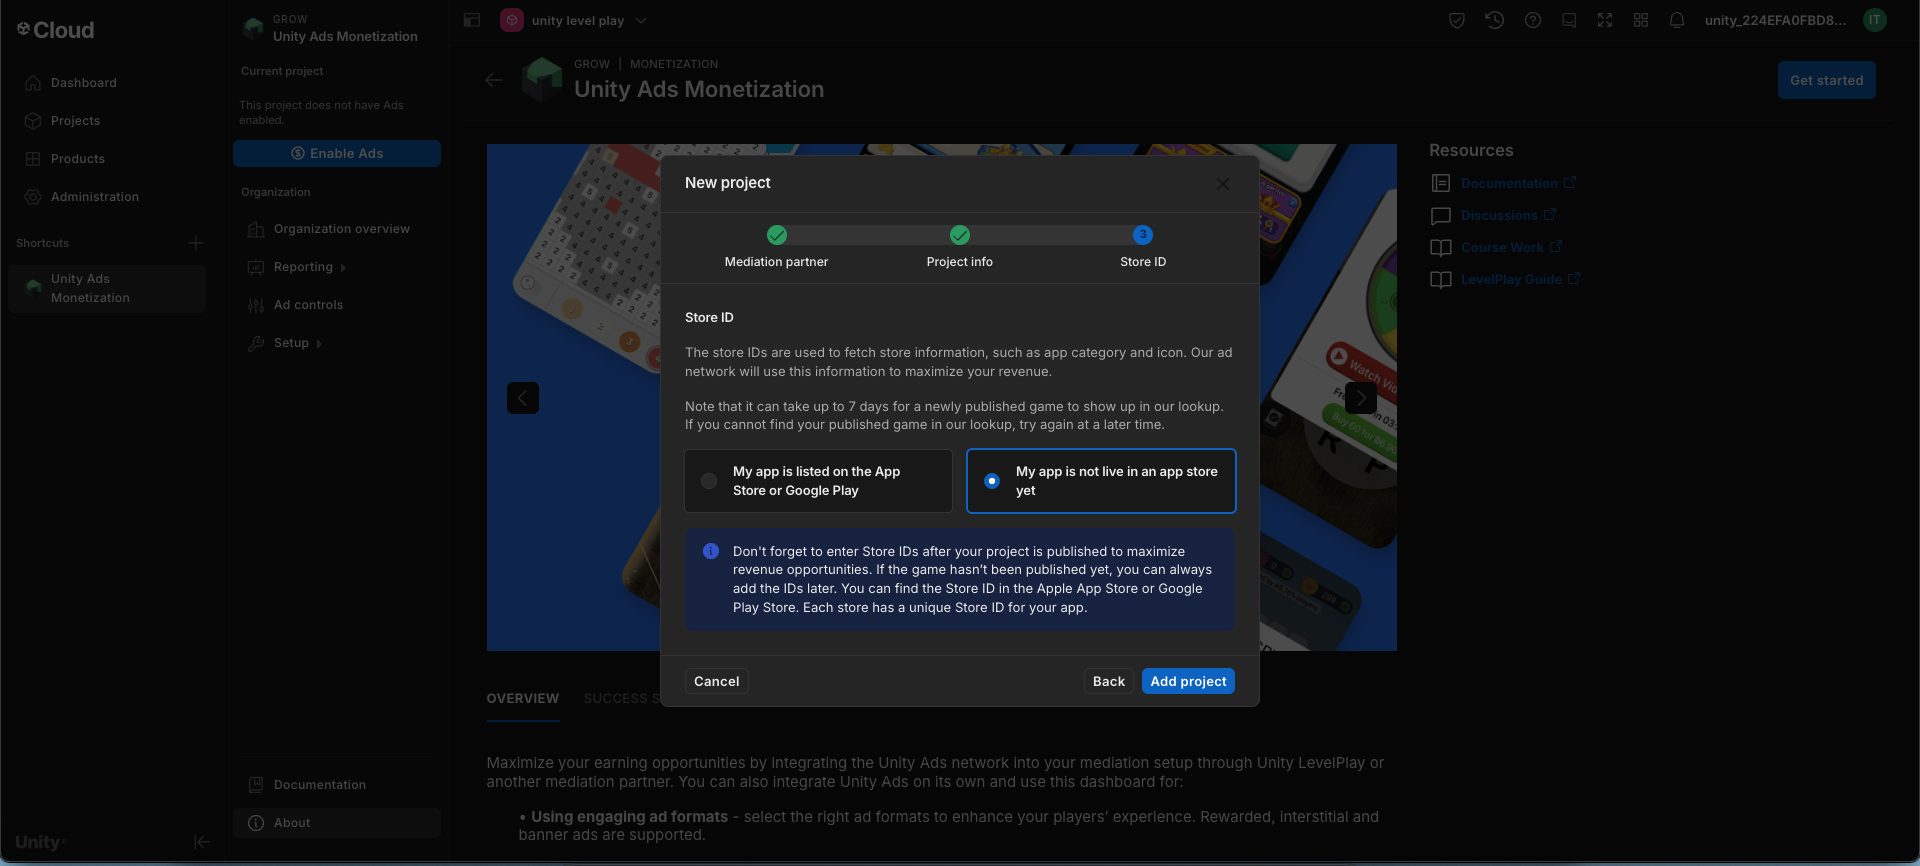 Cloud
Dashboard
Projects
Products
Administration
Shortcuts
Unity Ads
Monetization
Unity
GROW
Unity Ads Monetization
Current project
This project does not have Ads
enabled.
Enable Ads
Organization
Organization overview
Reporting
Ad controls
Setup
Documentation
About
unity level play
unity_224EFA0FBD8...
IT
GROW | MONETIZATION
Unity Ads Monetization
Get started
Resources
Documentation
Discussions
Course Work
LevelPlay Guide
New project
3
Mediation partner
Project info
Store ID
Store ID
The store IDs are used to fetch store information, such as app category and icon. Our ad
network will use this information to maximize your revenue.
Note that it can take up to 7 days for a newly published game to show up in our lookup.
If you cannot find your published game in our lookup, try again at a later time.
My app is listed on the App
Store or Google Play
My app is not live in an app store
yet
Don't forget to enter Store IDs after your project is published to maximize
revenue opportunities. If the game hasn't been published yet, you can always
add the IDs later. You can find the Store ID in the Apple App Store or Google
Play Store. Each store has a unique Store ID for your app.
Cancel
Back
Add project
Watch
OVERVIEW
SUCCESS
Maximize your earning opportunities by integrating the Unity Ads network into your mediation setup through Unity LevelPlay or
another mediation partner. You can also integrate Unity Ads on its own and use this dashboard for:
• Using engaging ad formats - select the right ad formats to enhance your players' experience. Rewarded, Interstitial and
banner ads are supported.